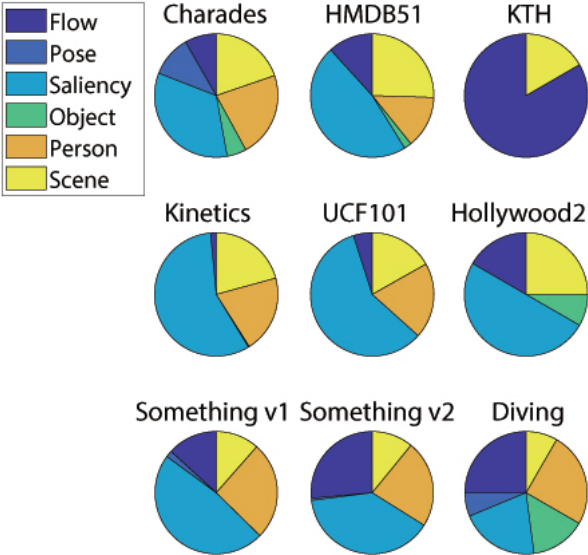 Flow
Pose
Saliency
Object
Person
Scene
Charades
HMDB51
KTH
Kinetics
UCF101
Hollywood2
Something v1
Something v2
Diving